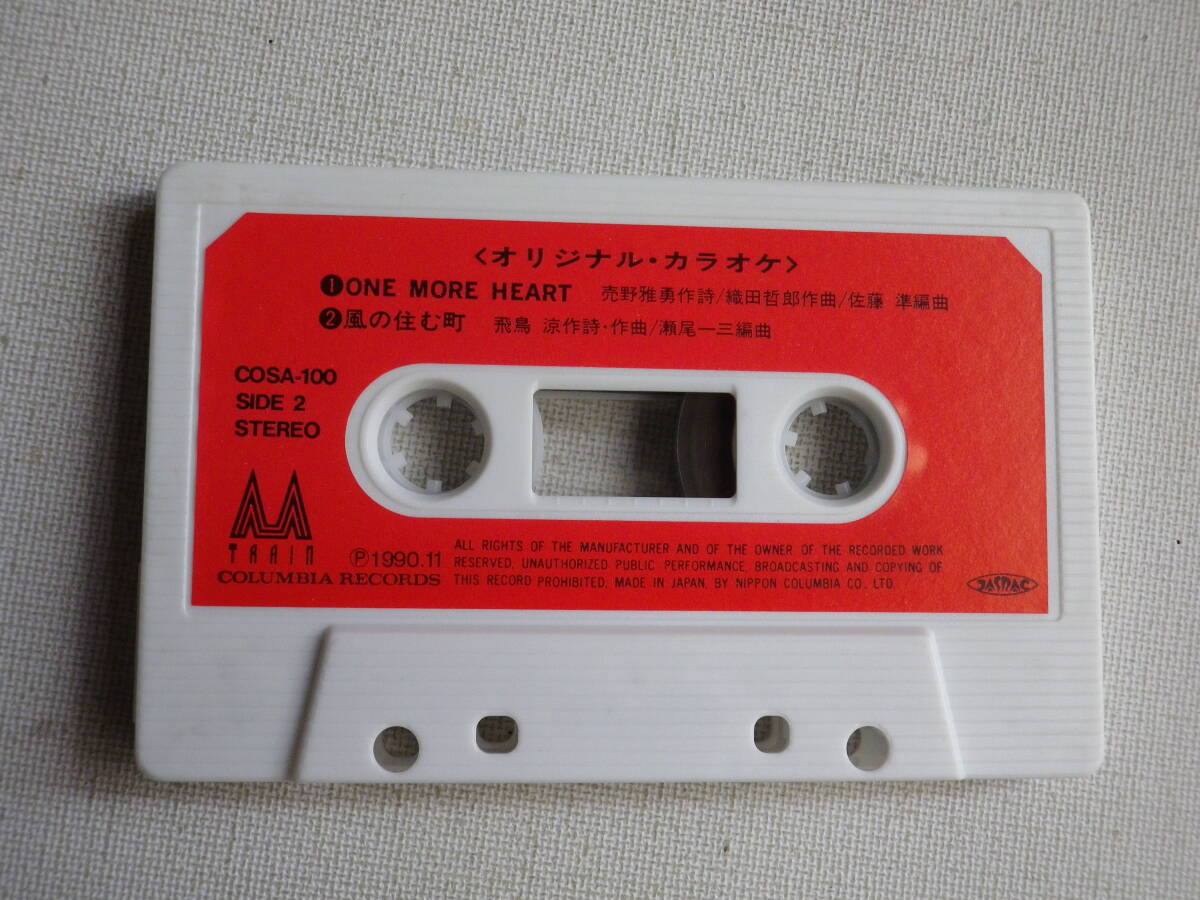 <オリジナル・カラオケ>
❶ONE MORE HEART 売野雅勇作詩/織田哲郎作曲/佐藤 準編曲
❷風の住む町 飛鳥 涼作詩・作曲/瀬尾一三編曲
COSA-100
SIDE 2
STEREO
TRAIN
Ⓟ1990.11
COLUMBIA RECORDS
ALL RIGHTS OF THE MANUFACTURER AND OF THE OWNER OF THE RECORDED WORK
RESERVED. UNAUTHORIZED PUBLIC PERFORMANCE, BROADCASTING AND COPYING OF
THIS RECORD PROHIBITED. MADE IN JAPAN, BY NIPPON COLUMBIA CO., LTD.
JASRAC